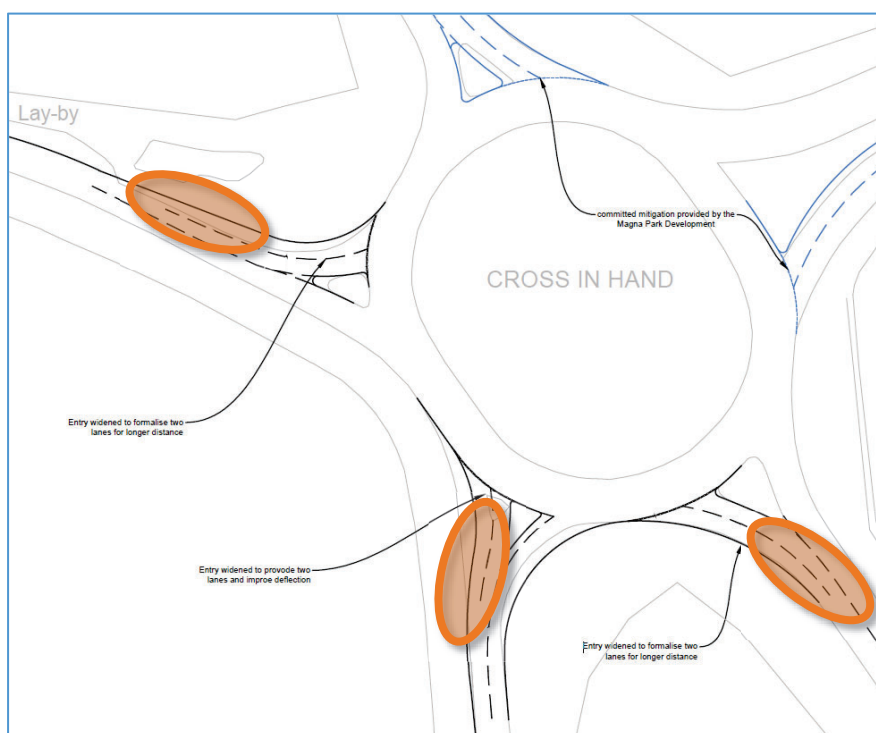 Lay-by
committed mitigation provided by the
Magna Park Development
CROSS IN HAND
Entry widened to formalise two
lanes for longer distance
Entry widened to provode two
lanes and improe deflection
Entry widened to formalise two
lanes for longer distance